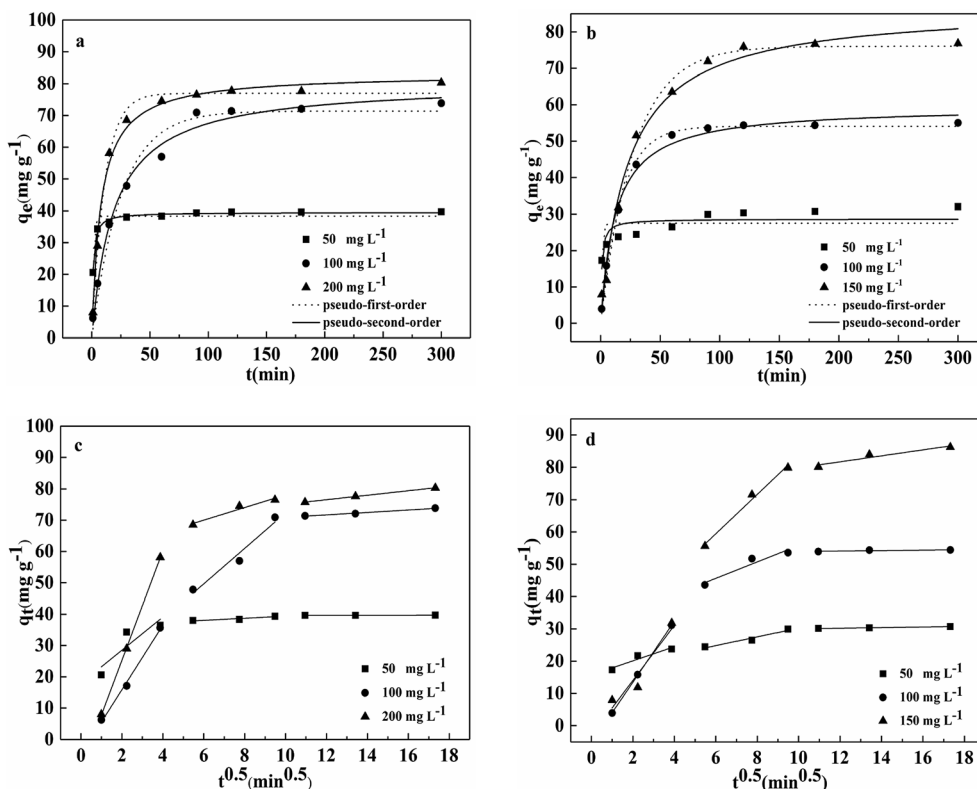 a
100
90
80
70
60
50
40
30
20
10
0
qe(mg g-1)
50 mg L-1
100 mg L-1
200 mg L-1
pseudo-first-order
pseudo-second-order
0 50 100 150 200 250 300
t(min)
b
80
70
60
50
40
30
20
10
0
qe(mg g-1)
50 mg L-1
100 mg L-1
150 mg L-1
pseudo-first-order
pseudo-second-order
0 50 100 150 200 250 300
t(min)
c
100
90
80
70
60
50
40
30
20
10
0
qt(mg g-1)
50 mg L-1
100 mg L-1
200 mg L-1
0 2 4 6 8 10 12 14 16 18
t0.5(min0.5)
d
90
80
70
60
50
40
30
20
10
0
qt(mg g-1)
50 mg L-1
100 mg L-1
150 mg L-1
0 2 4 6 8 10 12 14 16 18
t0.5(min0.5)